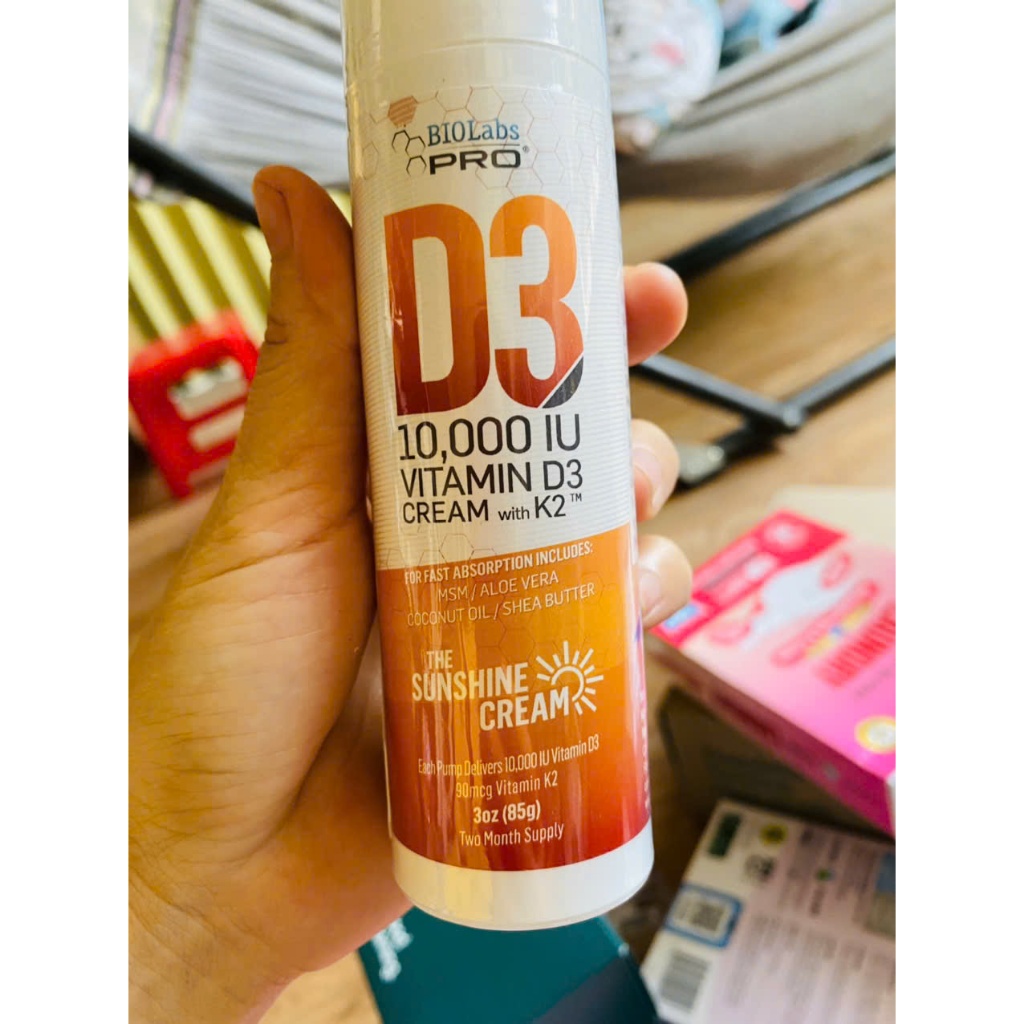 BIOLabs
PRO®
D3
10,000 IU
VITAMIN D3
CREAM with K2™
FOR FAST ABSORPTION INCLUDES:
MSM / ALOE VERA
COCONUT OIL / SHEA BUTTER
THE
SUNSHINE
CREAM
Each Pump Delivers 10,000 IU Vitamin D3
90mcg Vitamin K2
3oz (85g)
Two Month Supply